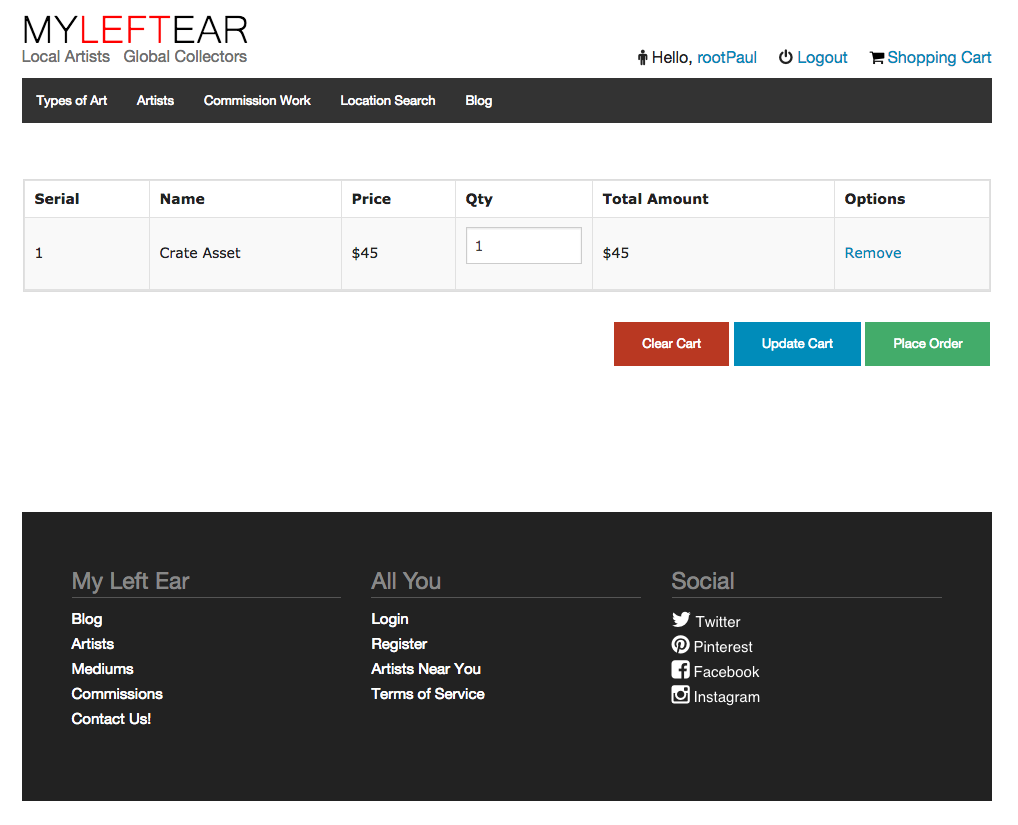 MYLEFTEAR
Local Artists Global Collectors
Hello, rootPaul Logout Shopping Cart
Types of Art Artists Commission Work Location Search Blog
Serial Name Price Qty Total Amount Options
1 Crate Asset $45 1 $45 Remove
Clear Cart Update Cart Place Order
My Left Ear
Blog
Artists
Mediums
Commissions
Contact Us!
All You
Login
Register
Artists Near You
Terms of Service
Social
Twitter
Pinterest
Facebook
Instagram